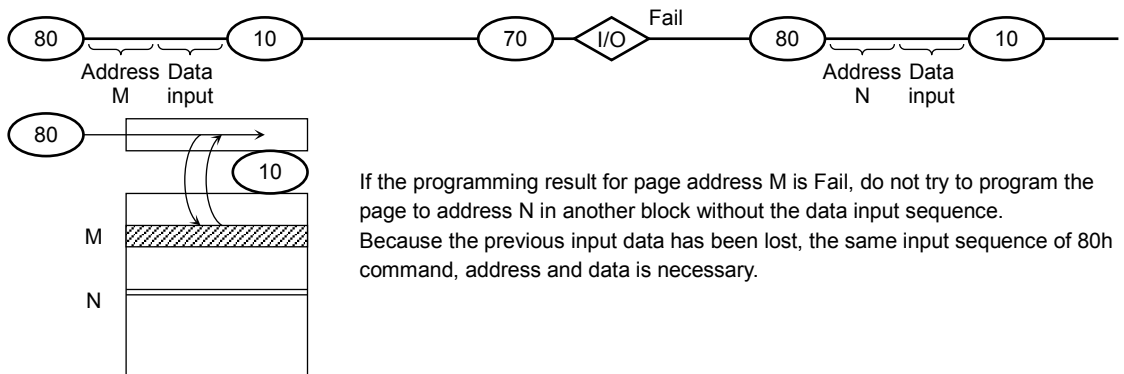 Fail
80 10 70 I/O 80 10
Address Data Address Data
M input N input
80
10
If the programming result for page address M is Fail, do not try to program the
page to address N in another block without the data input sequence.
Because the previous input data has been lost, the same input sequence of 80h
command, address and data is necessary.
M
N